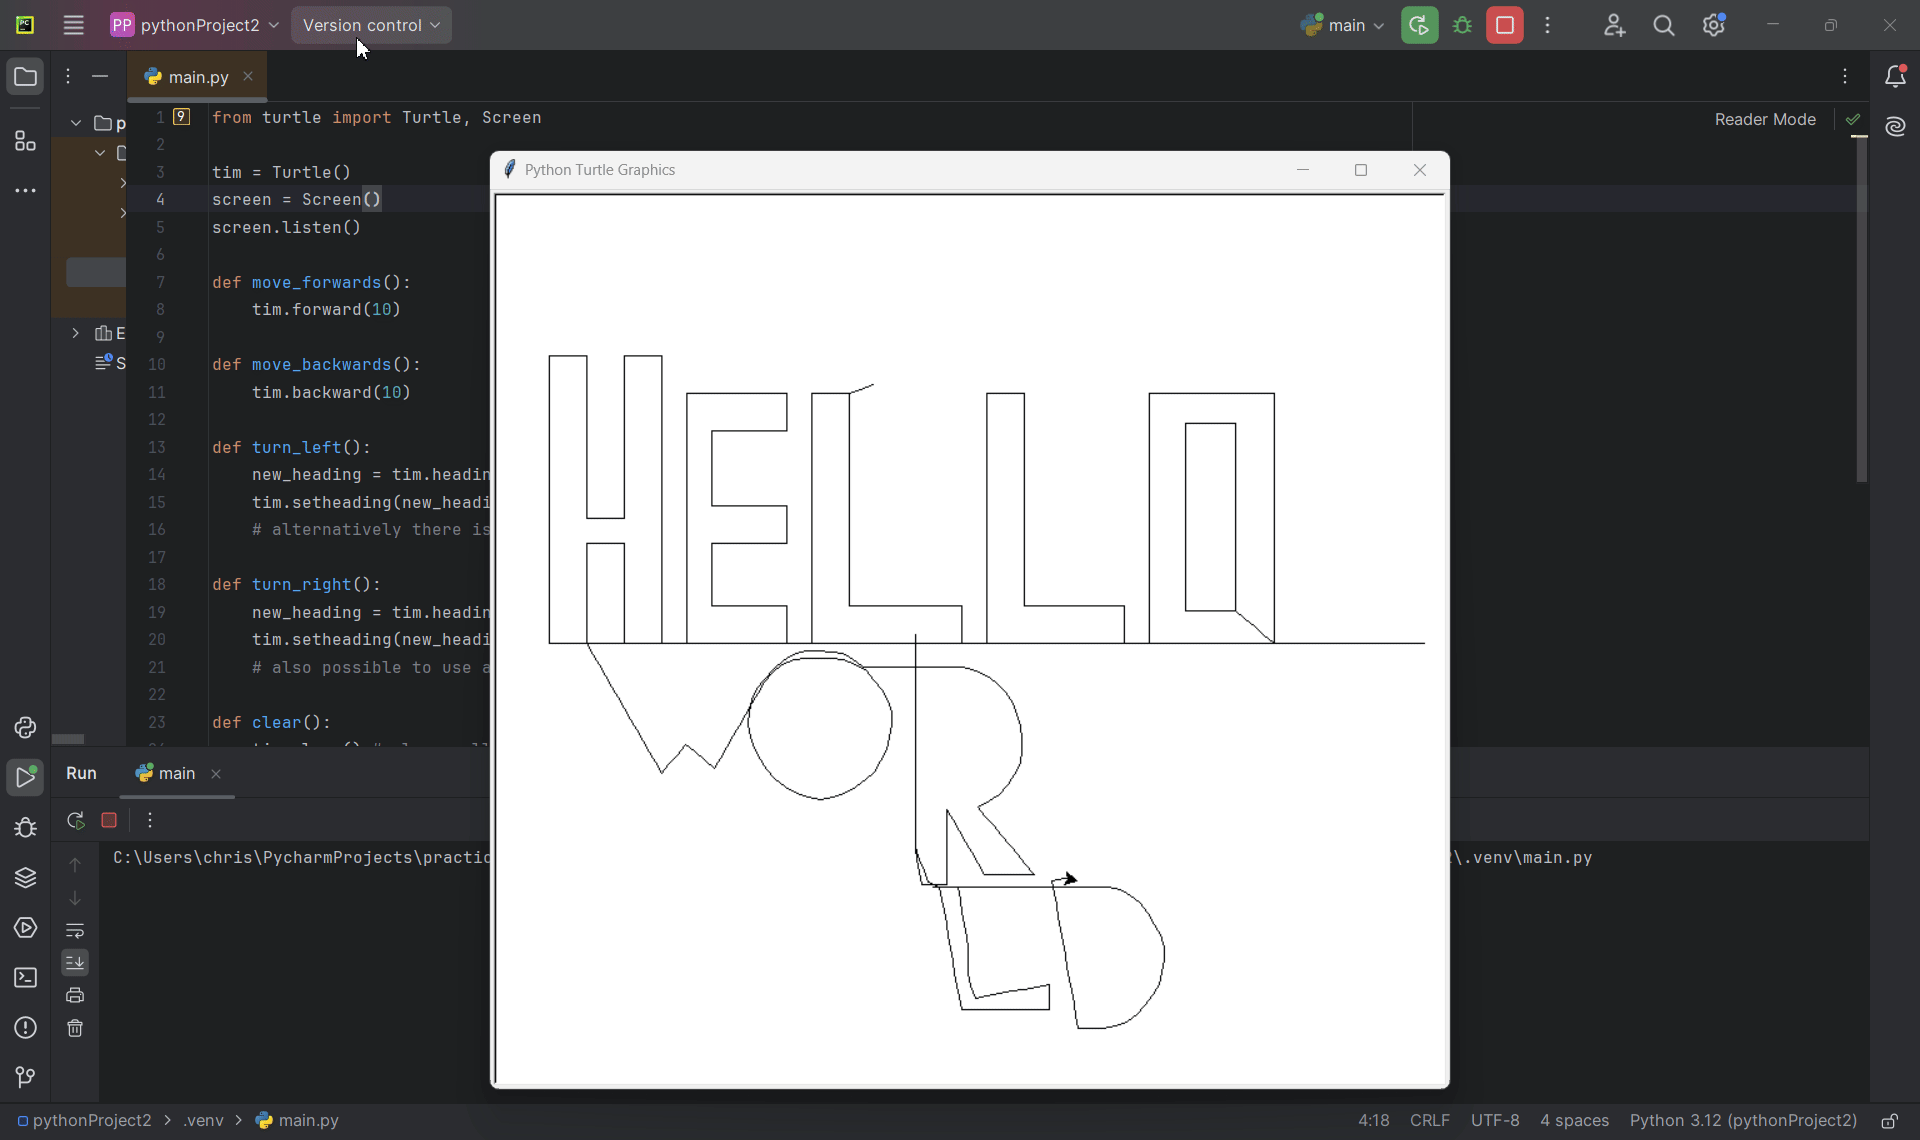 PC
PP pythonProject2 Version control main
main.py
Reader Mode
1 from turtle import Turtle, Screen
2
3 tim = Turtle()
4 screen = Screen()
5 screen.listen()
6
7 def move_forwards():
8 tim.forward(10)
9
10 def move_backwards():
11 tim.backward(10)
12
13 def turn_left():
14 new_heading = tim.headin
15 tim.setheading(new_headi
16 # alternatively there is
17
18 def turn_right():
19 new_heading = tim.headin
20 tim.setheading(new_headi
21 # also possible to use a
22
23 def clear():
Python Turtle Graphics
HELLO
WORLD
Run main
C:\Users\chris\PycharmProjects\practic
\.venv\main.py
pythonProject2 > .venv > main.py
4:18 CRLF UTF-8 4 spaces Python 3.12 (pythonProject2)